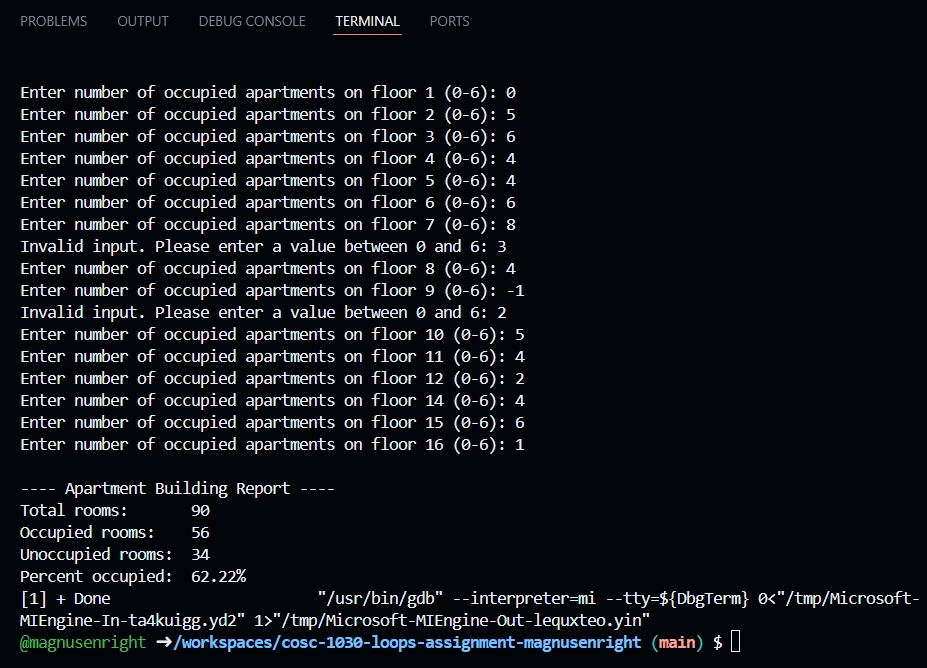 PROBLEMS OUTPUT DEBUG CONSOLE TERMINAL PORTS
Enter number of occupied apartments on floor 1 (0-6): 0
Enter number of occupied apartments on floor 2 (0-6): 5
Enter number of occupied apartments on floor 3 (0-6): 6
Enter number of occupied apartments on floor 4 (0-6): 4
Enter number of occupied apartments on floor 5 (0-6): 4
Enter number of occupied apartments on floor 6 (0-6): 6
Enter number of occupied apartments on floor 7 (0-6): 8
Invalid input. Please enter a value between 0 and 6: 3
Enter number of occupied apartments on floor 8 (0-6): 4
Enter number of occupied apartments on floor 9 (0-6): -1
Invalid input. Please enter a value between 0 and 6: 2
Enter number of occupied apartments on floor 10 (0-6): 5
Enter number of occupied apartments on floor 11 (0-6): 4
Enter number of occupied apartments on floor 12 (0-6): 2
Enter number of occupied apartments on floor 14 (0-6): 4
Enter number of occupied apartments on floor 15 (0-6): 6
Enter number of occupied apartments on floor 16 (0-6): 1
---- Apartment Building Report ----
Total rooms: 90
Occupied rooms: 56
Unoccupied rooms: 34
Percent occupied: 62.22%
[1] + Done "/usr/bin/gdb" --interpreter=mi --tty=${DbgTerm} 0<"/tmp/Microsoft-
MIEngine-In-ta4kuigg.yd2" 1>"/tmp/Microsoft-MIEngine-Out-lequxteo.yin"
@magnusenright ➜/workspaces/cosc-1030-loops-assignment-magnusenright (main) $